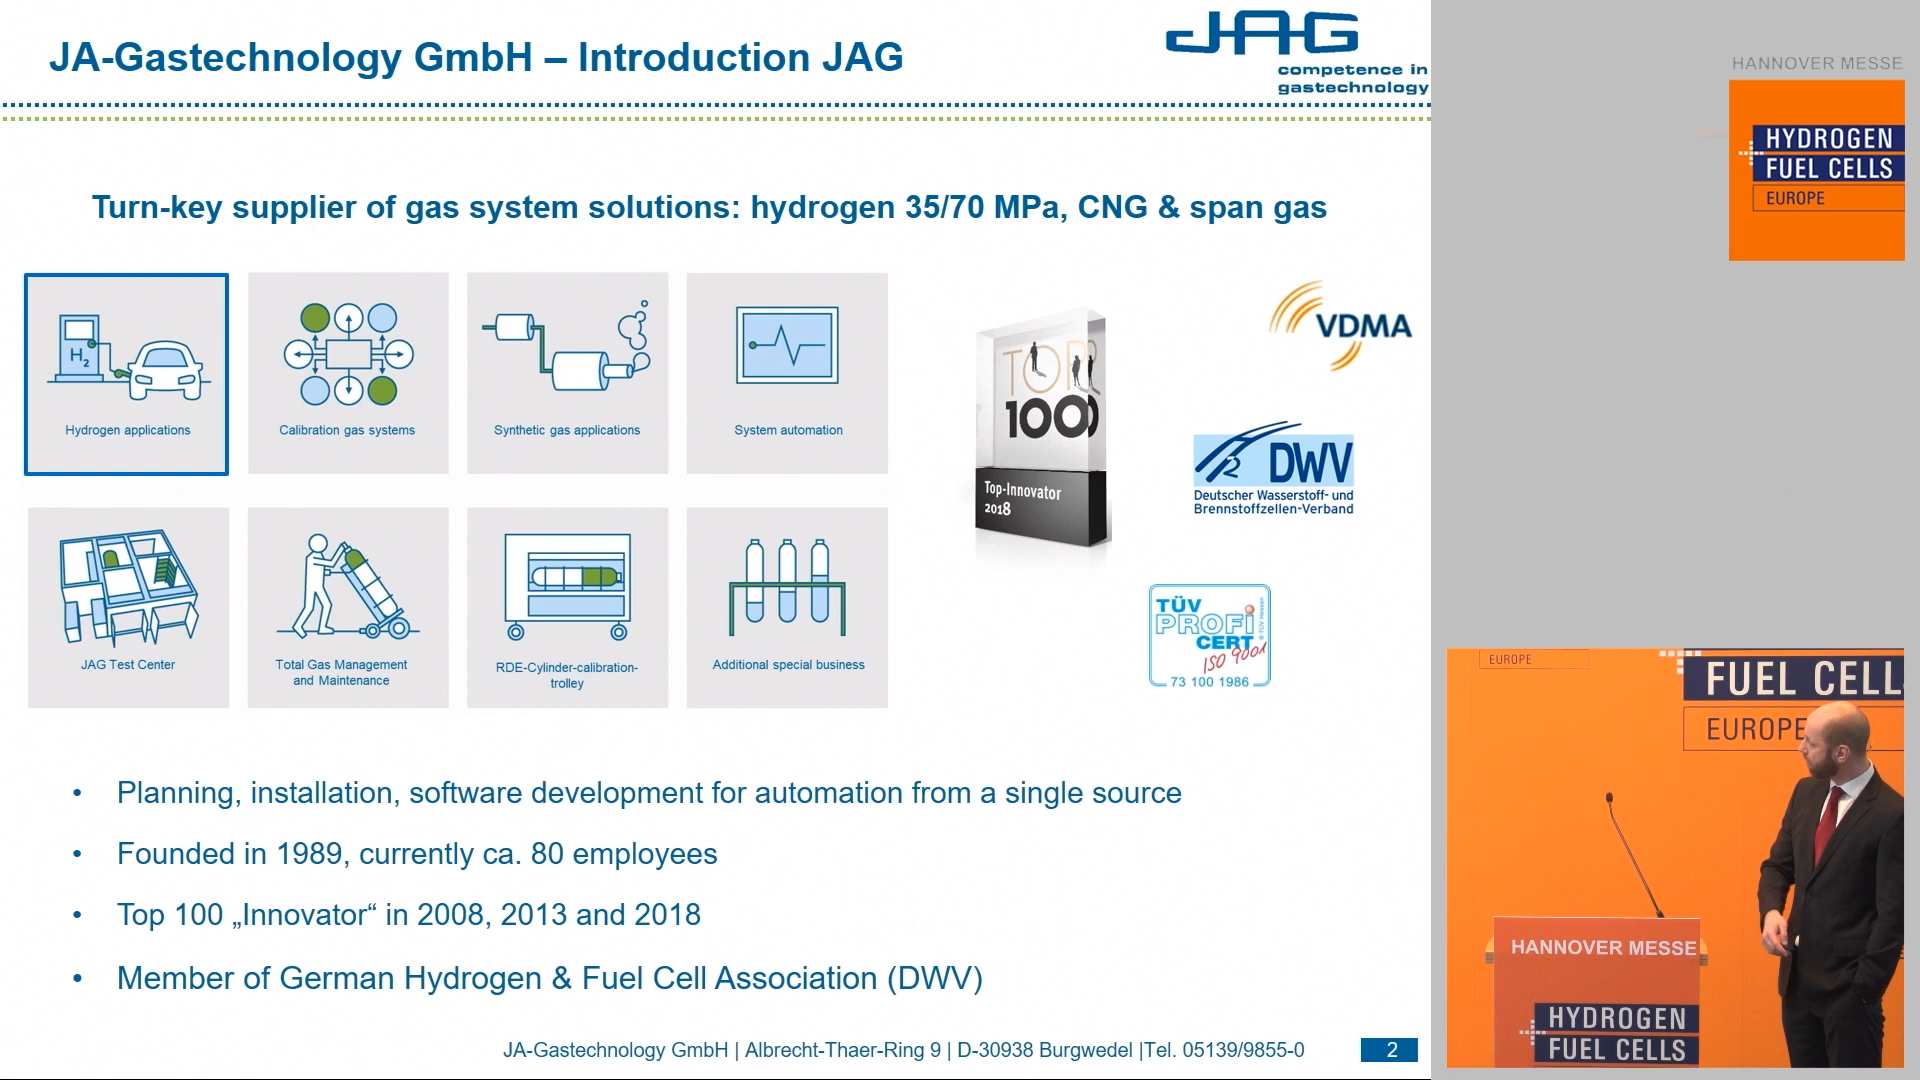 JA-Gastechnology GmbH – Introduction JAG
JAG
competence in
gastechnology
Turn-key supplier of gas system solutions: hydrogen 35/70 MPa, CNG & span gas
H2
Hydrogen applications
Calibration gas systems
Synthetic gas applications
System automation
JAG Test Center
Total Gas Management
and Maintenance
RDE-Cylinder-calibration-
trolley
Additional special business
TOP
100
Top-Innovator
2018
VDMA
H2 DWV
Deutscher Wasserstoff- und
Brennstoffzellen-Verband
TÜV
PROFi
CERT
ISO 9001
73 100 1986
• Planning, installation, software development for automation from a single source
• Founded in 1989, currently ca. 80 employees
• Top 100 „Innovator“ in 2008, 2013 and 2018
• Member of German Hydrogen & Fuel Cell Association (DWV)
JA-Gastechnology GmbH | Albrecht-Thaer-Ring 9 | D-30938 Burgwedel |Tel. 05139/9855-0
2
HANNOVER MESSE
HYDROGEN
FUEL CELLS
EUROPE
EUROPE
FUEL CELL
EUROPE
HANNOVER MESSE
HYDROGEN
FUEL CELLS